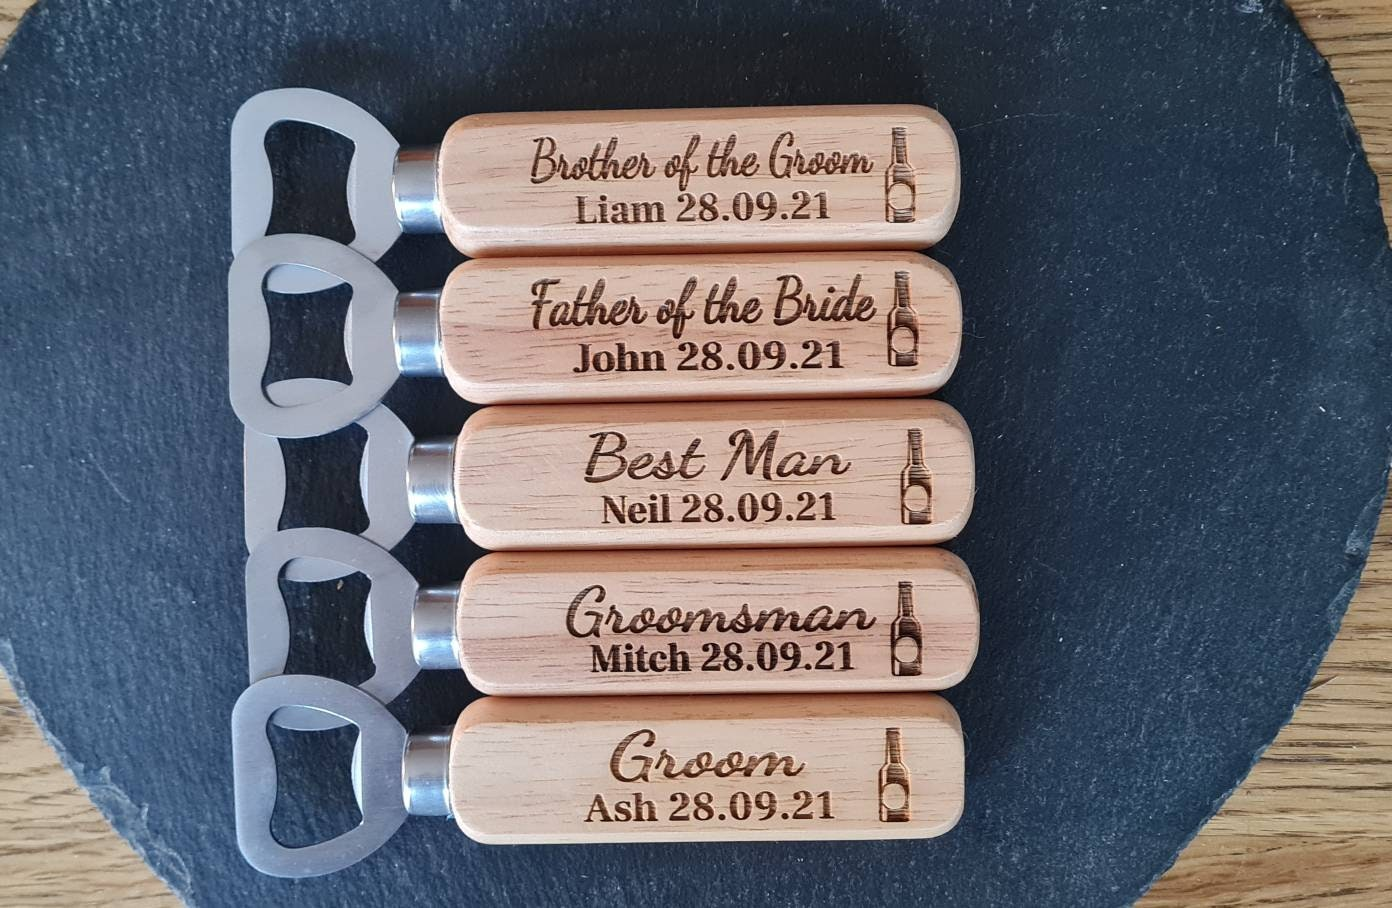 Brother of the Groom
Liam 28.09.21
Father of the Bride
John 28.09.21
Best Man
Neil 28.09.21
Groomsman
Mitch 28.09.21
Groom
Ash 28.09.21